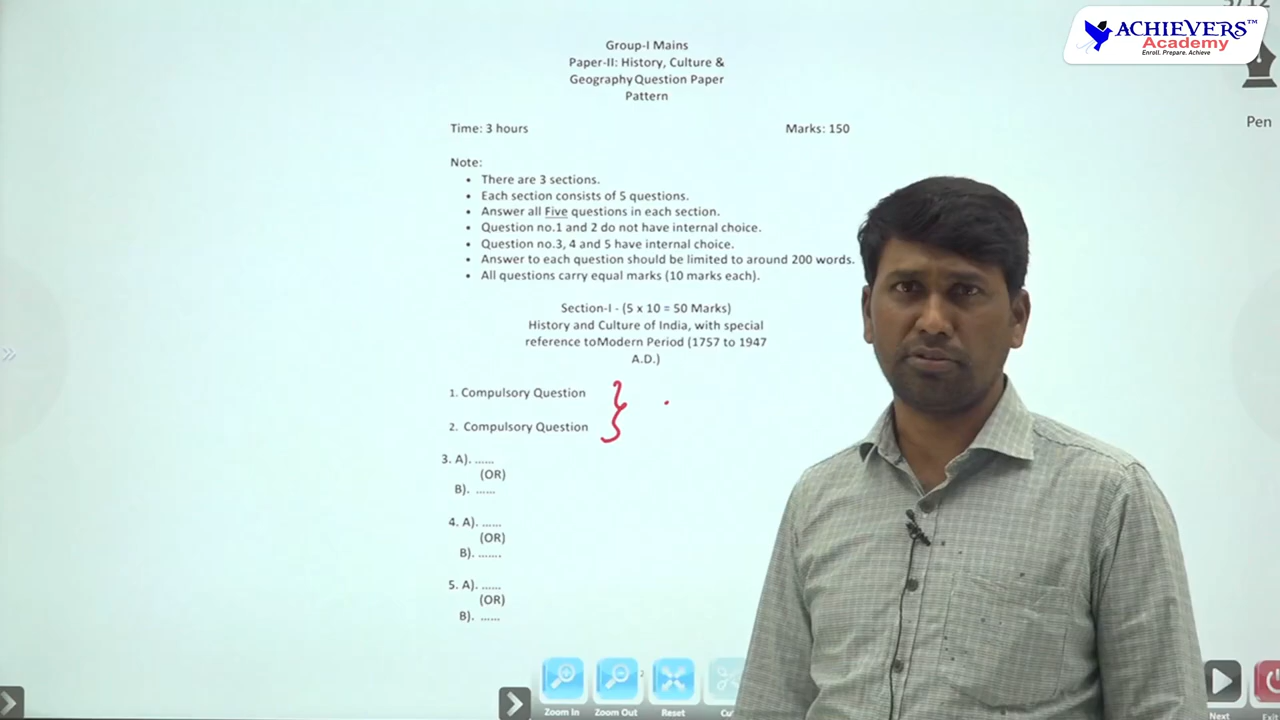 ACHIEVERS™
Academy
Enroll. Prepare. Achieve
Pen
Group-I Mains
Paper-II: History, Culture &
Geography Question Paper
Pattern
Time: 3 hours Marks: 150
Note:
• There are 3 sections.
• Each section consists of 5 questions.
• Answer all Five questions in each section.
• Question no.1 and 2 do not have internal choice.
• Question no.3, 4 and 5 have internal choice.
• Answer to each question should be limited to around 200 words.
• All questions carry equal marks (10 marks each).
Section-I - (5 x 10 = 50 Marks)
History and Culture of India, with special
reference toModern Period (1757 to 1947
A.D.)
1. Compulsory Question
2. Compulsory Question
3. A). ......
(OR)
B). ......
4. A). ......
(OR)
B). .......
5. A). ......
(OR)
B). ......
Zoom In Zoom Out Reset Next